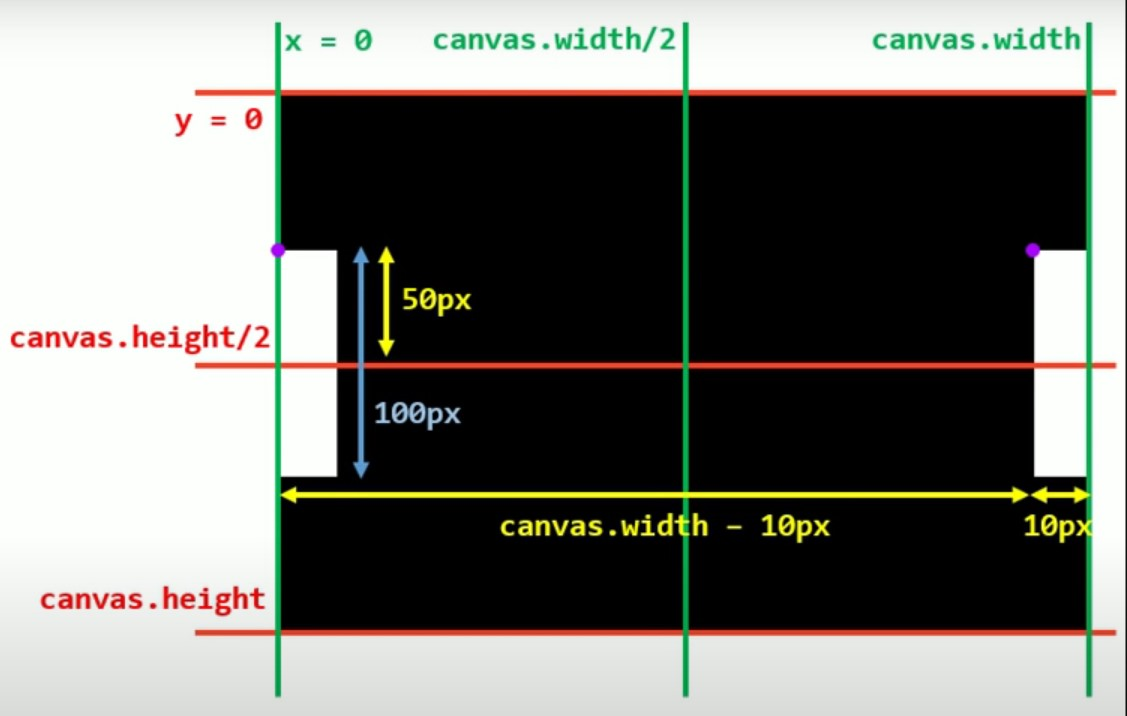 x = 0
canvas.width/2
canvas.width
y = 0
50px
canvas.height/2
100px
canvas.width - 10px
10px
canvas.height